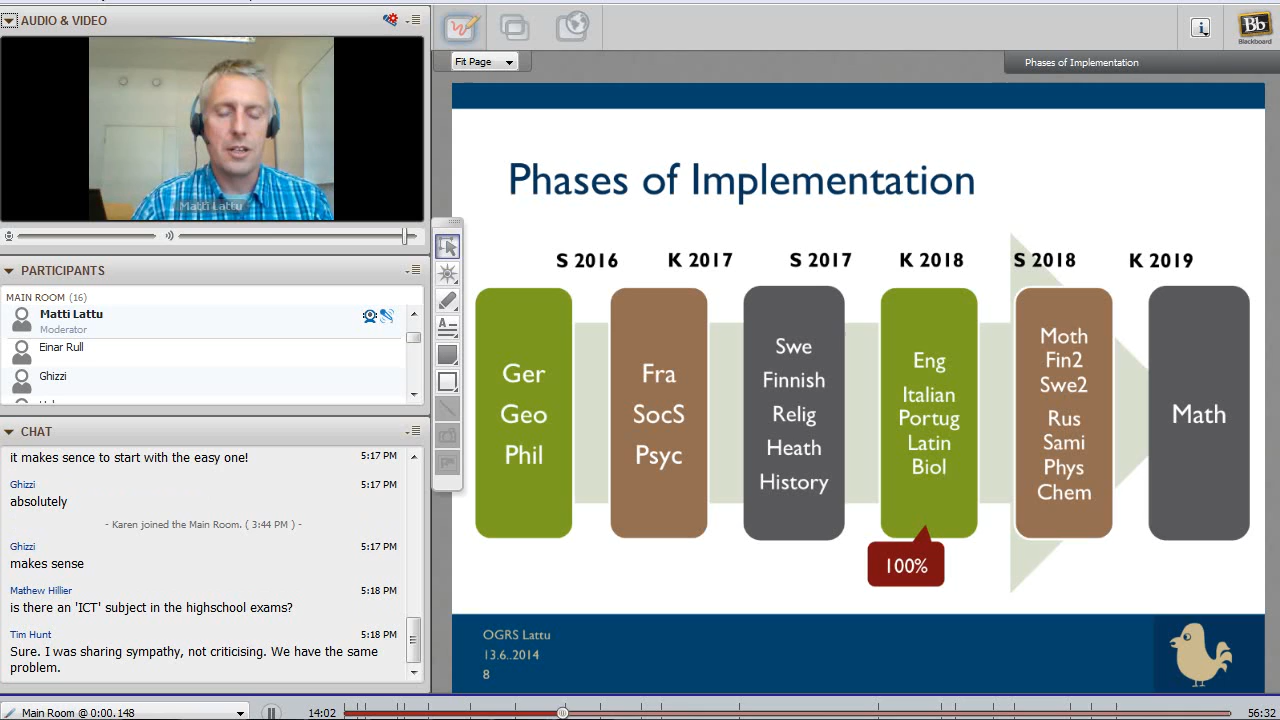 AUDIO & VIDEO
Matti Lattu
PARTICIPANTS
MAIN ROOM (16)
Matti Lattu
Moderator
Einar Rull
Ghizzi
CHAT
it makes sence to start with the easy one! 5:17 PM
Ghizzi 5:17 PM
absolutely
- Karen joined the Main Room. ( 3:44 PM ) -
Ghizzi 5:17 PM
makes sense
Mathew Hillier 5:18 PM
is there an 'ICT' subject in the highschool exams?
Tim Hunt 5:18 PM
Sure. I was sharing sympathy, not criticising. We have the same
problem.
Main Room @ 0:00.148
14:02
56:32
Fit Page
Phases of Implementation
i
Bb
Blackboard
Phases of Implementation
S 2016 K 2017 S 2017 K 2018 S 2018 K 2019
Ger
Geo
Phil
Fra
SocS
Psyc
Swe
Finnish
Relig
Heath
History
Eng
Italian
Portug
Latin
Biol
100%
Moth
Fin2
Swe2
Rus
Sami
Phys
Chem
Math
OGRS Lattu
13.6..2014
8